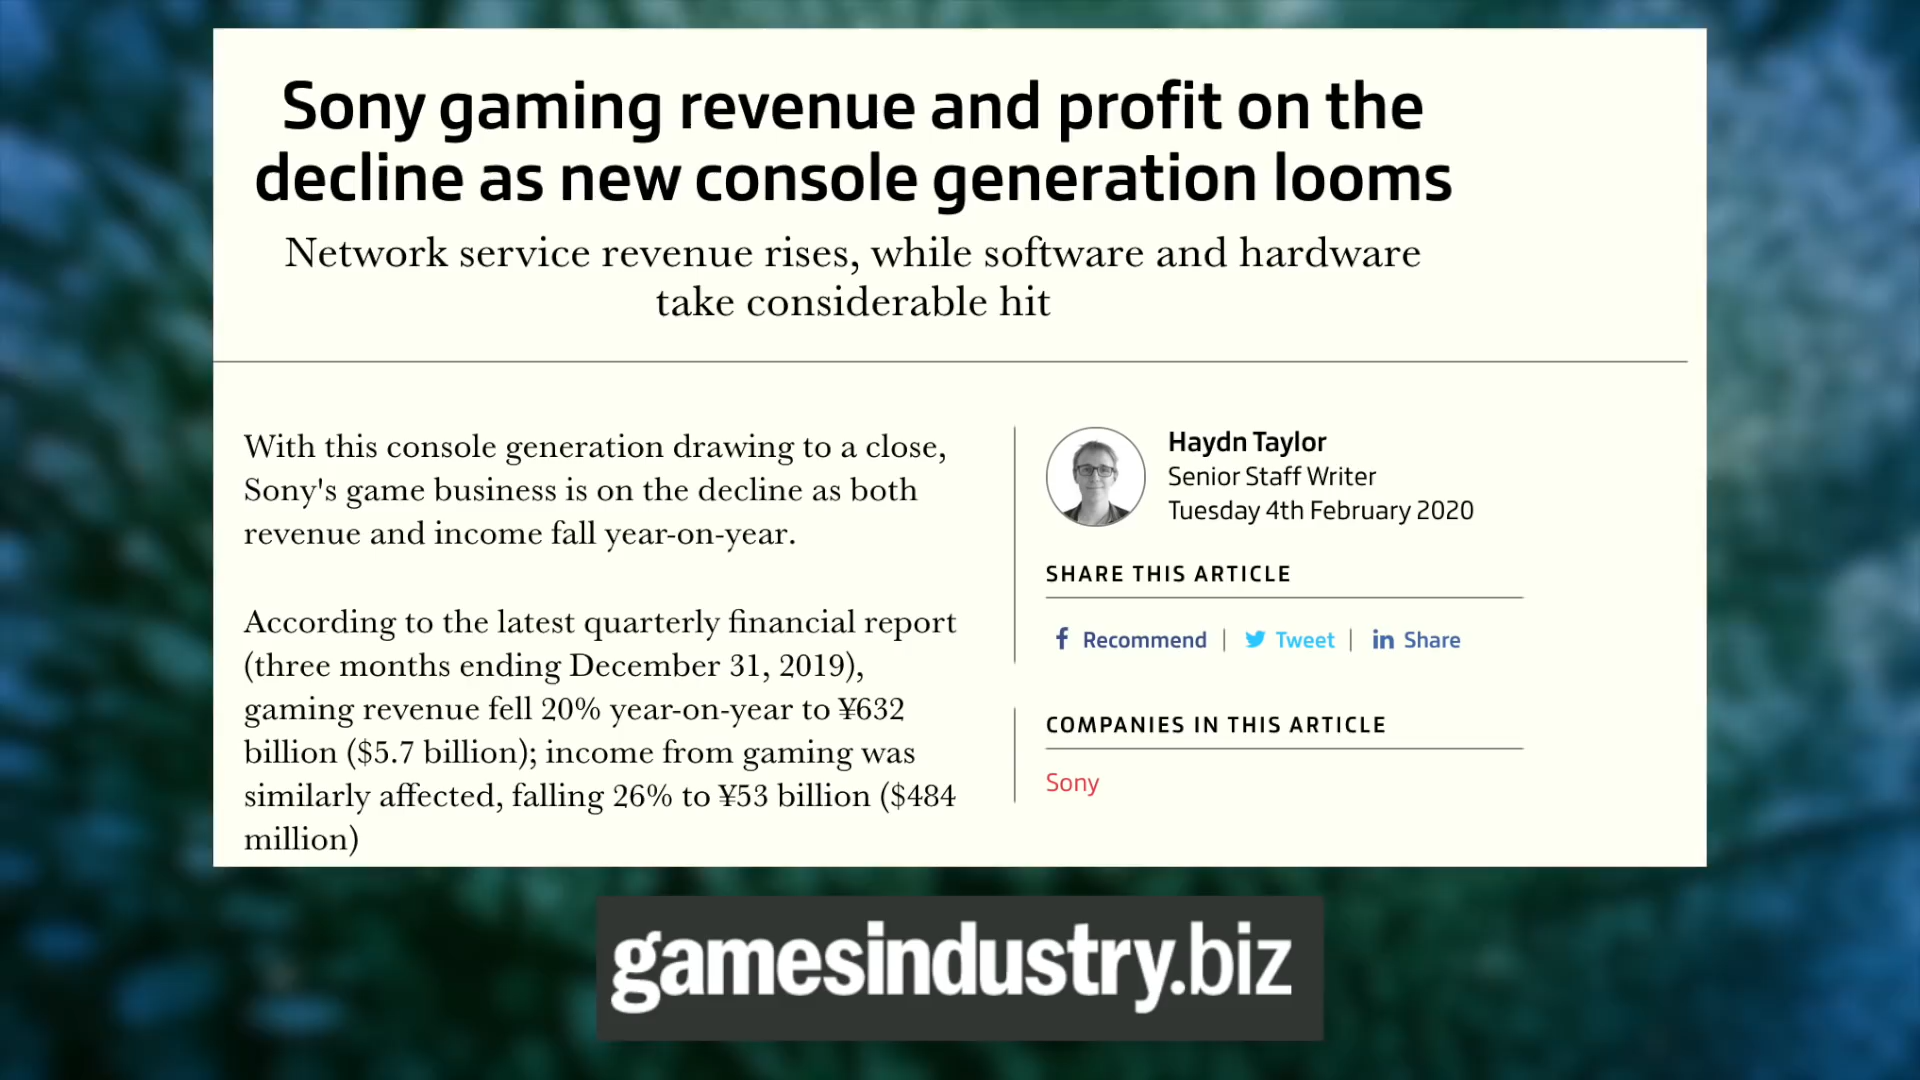 Sony gaming revenue and profit on the
decline as new console generation looms
Network service revenue rises, while software and hardware
take considerable hit
With this console generation drawing to a close,
Sony's game business is on the decline as both
revenue and income fall year-on-year.
According to the latest quarterly financial report
(three months ending December 31, 2019),
gaming revenue fell 20% year-on-year to ¥632
billion ($5.7 billion); income from gaming was
similarly affected, falling 26% to ¥53 billion ($484
million)
Haydn Taylor
Senior Staff Writer
Tuesday 4th February 2020
SHARE THIS ARTICLE
f Recommend | Tweet | in Share
COMPANIES IN THIS ARTICLE
Sony
gamesindustry.biz